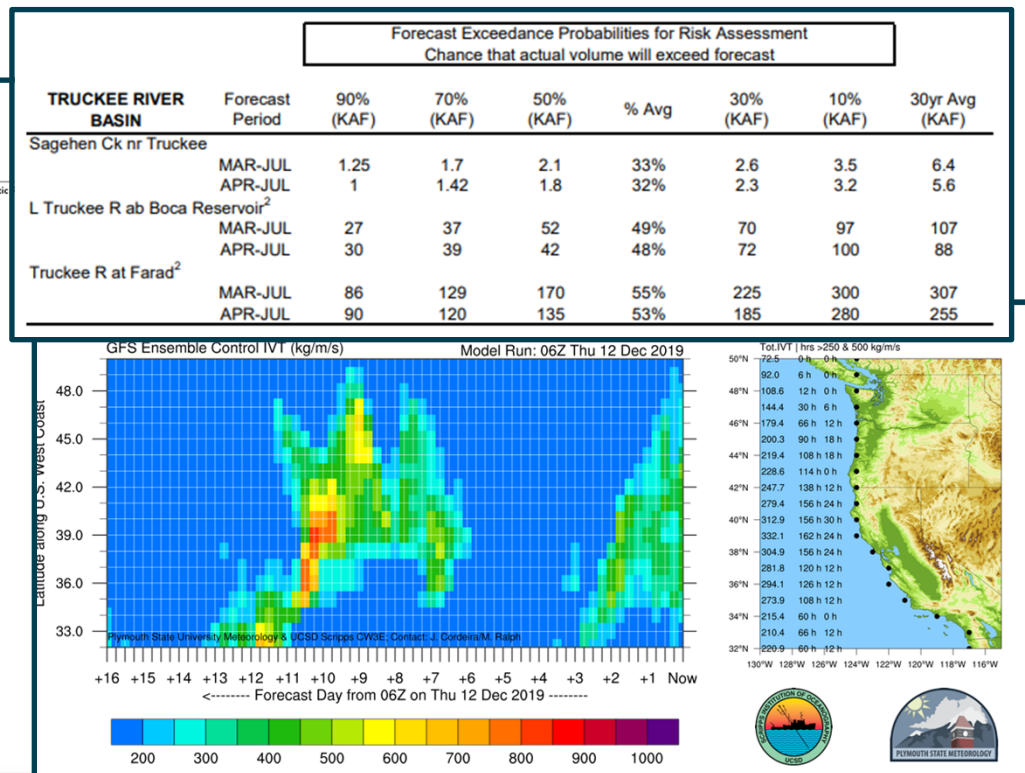 Forecast Exceedance Probabilities for Risk Assessment
Chance that actual volume will exceed forecast
TRUCKEE RIVER BASIN Forecast Period 90% (KAF) 70% (KAF) 50% (KAF) % Avg 30% (KAF) 10% (KAF) 30yr Avg (KAF)
Sagehen Ck nr Truckee
MAR-JUL 1.25 1.7 2.1 33% 2.6 3.5 6.4
APR-JUL 1 1.42 1.8 32% 2.3 3.2 5.6
L Truckee R ab Boca Reservoir2
MAR-JUL 27 37 52 49% 70 97 107
APR-JUL 30 39 42 48% 72 100 88
Truckee R at Farad2
MAR-JUL 86 129 170 55% 225 300 307
APR-JUL 90 120 135 53% 185 280 255
GFS Ensemble Control IVT (kg/m/s) Model Run: 06Z Thu 12 Dec 2019
Latitude along U.S. West Coast
48.0
45.0
42.0
39.0
36.0
33.0
Plymouth State University Meteorology & UCSD Scripps CW3E; Contact: J. Cordeira/M. Ralph
+16 +15 +14 +13 +12 +11 +10 +9 +8 +7 +6 +5 +4 +3 +2 +1 Now
<-------- Forecast Day from 06Z on Thu 12 Dec 2019 --------
200 300 400 500 600 700 800 900 1000
Tot.IVT | hrs >250 & 500 kg/m/s
50°N 72.5 0 h 0 h
92.0 6 h 0 h
48°N 108.6 12 h 0 h
144.4 30 h 6 h
46°N 179.4 66 h 12 h
200.3 90 h 18 h
44°N 219.4 108 h 18 h
228.6 114 h 0 h
42°N 247.7 138 h 12 h
279.4 156 h 24 h
40°N 312.9 156 h 30 h
332.1 162 h 24 h
38°N 304.9 156 h 24 h
281.8 120 h 12 h
36°N 294.1 126 h 12 h
273.9 108 h 12 h
34°N 215.4 60 h 0 h
210.4 66 h 12 h
32°N 220.9 60 h 12 h
130°W 128°W 126°W 124°W 122°W 120°W 118°W 116°W
SCRIPPS INSTITUTION OF OCEANOGRAPHY
UCSD
PLYMOUTH STATE METEOROLOGY